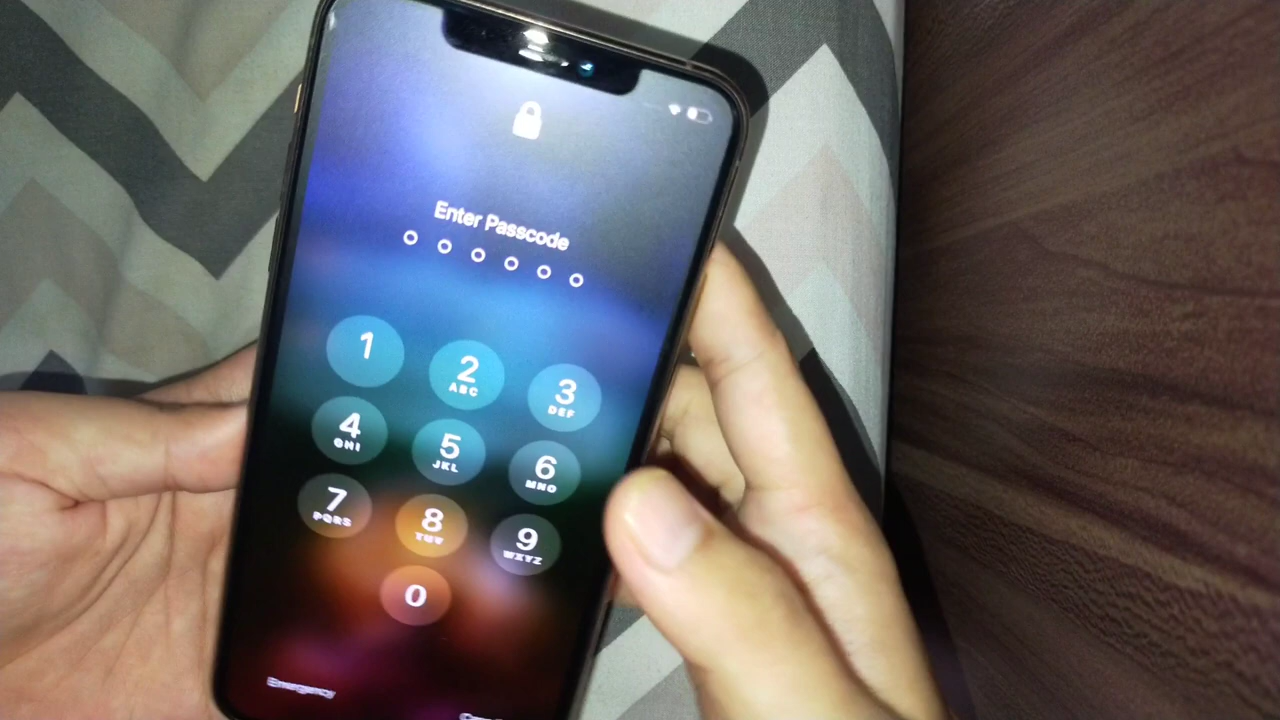 Enter Passcode
1
2
ABC
3
DEF
4
GHI
5
JKL
6
MNO
7
PQRS
8
TUV
9
WXYZ
0
Emergency